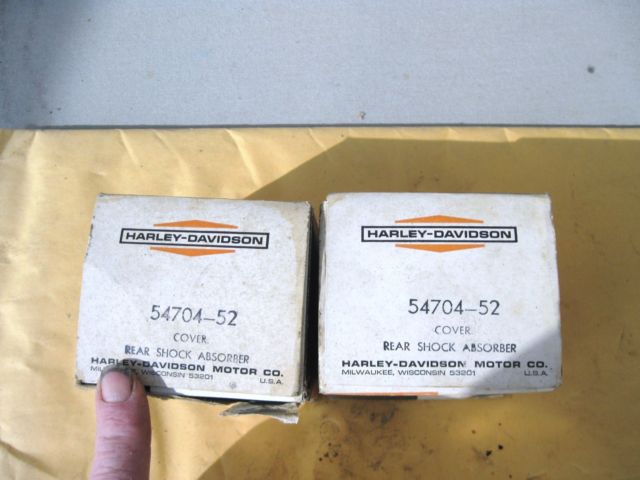 HARLEY-DAVIDSON
54704-52
COVER
REAR SHOCK ABSORBER
HARLEY-DAVIDSON MOTOR CO.
MILWAUKEE, WISCONSIN 53201 U.S.A.
HARLEY-DAVIDSON
54704-52
COVER
REAR SHOCK ABSORBER
HARLEY-DAVIDSON MOTOR CO.
MILWAUKEE, WISCONSIN 53201 U.S.A.